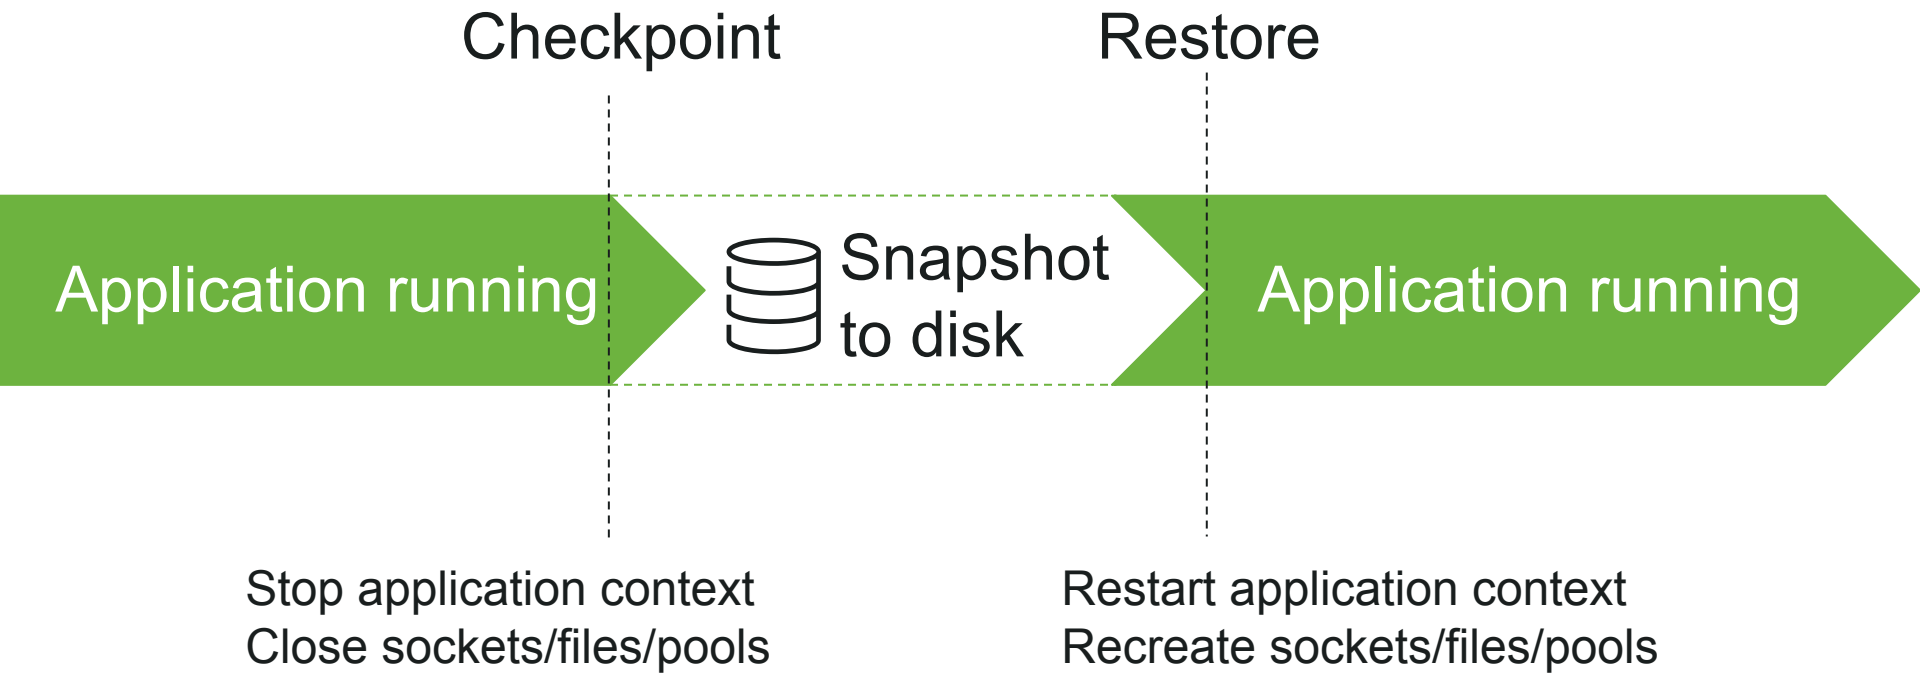 Checkpoint
Restore
Application running
Snapshot
to disk
Application running
Stop application context
Close sockets/files/pools
Restart application context
Recreate sockets/files/pools